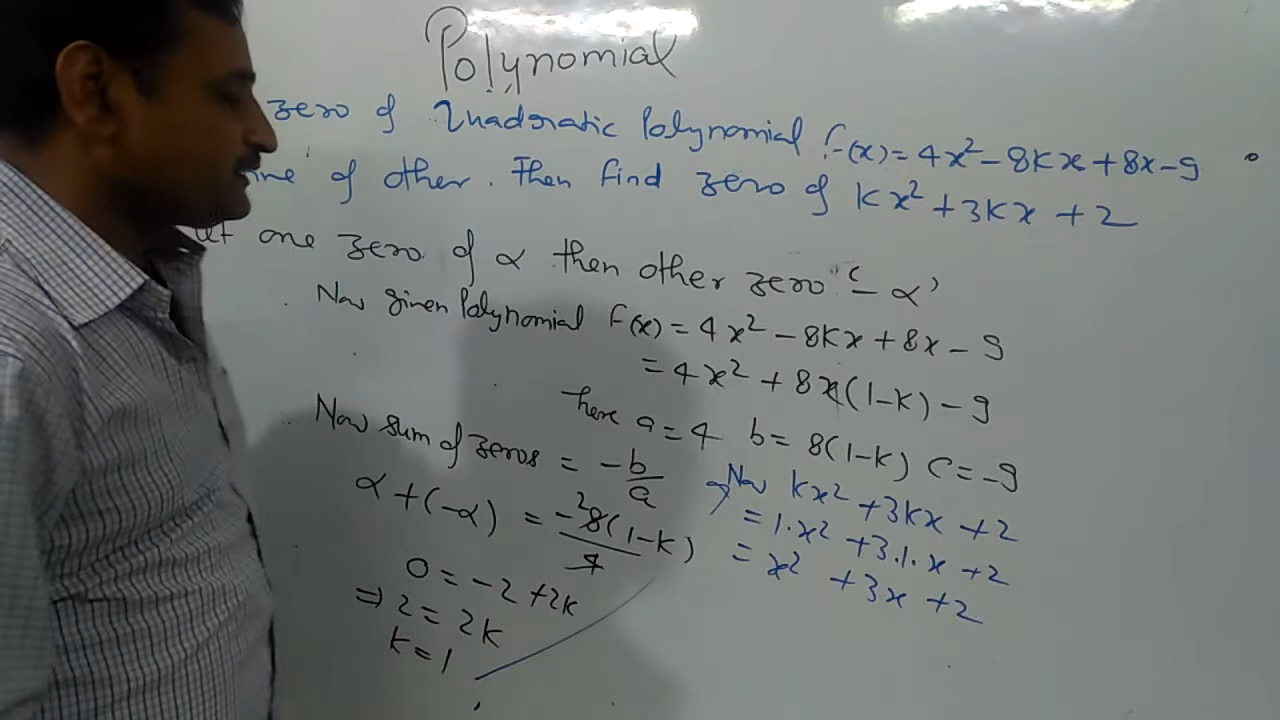 Polynomial
zero of Quadratic Polynomial f(x) = 4x² - 8kx + 8x - 9
of other. Then find zero of kx² + 3kx + 2
one zero of α then other zero '-α'
Now given Polynomial f(x) = 4x² - 8kx + 8x - 9
= 4x² + 8x(1-k) - 9
here a = 4 b = 8(1-k) c = -9
Now sum of zeros = -b/a
α + (-α) = -²8(1-k)/4
0 = -2 + 2k
⇒ 2 = 2k
k = 1
Now kx² + 3kx + 2
= 1.x² + 3.1.x + 2
= x² + 3x + 2